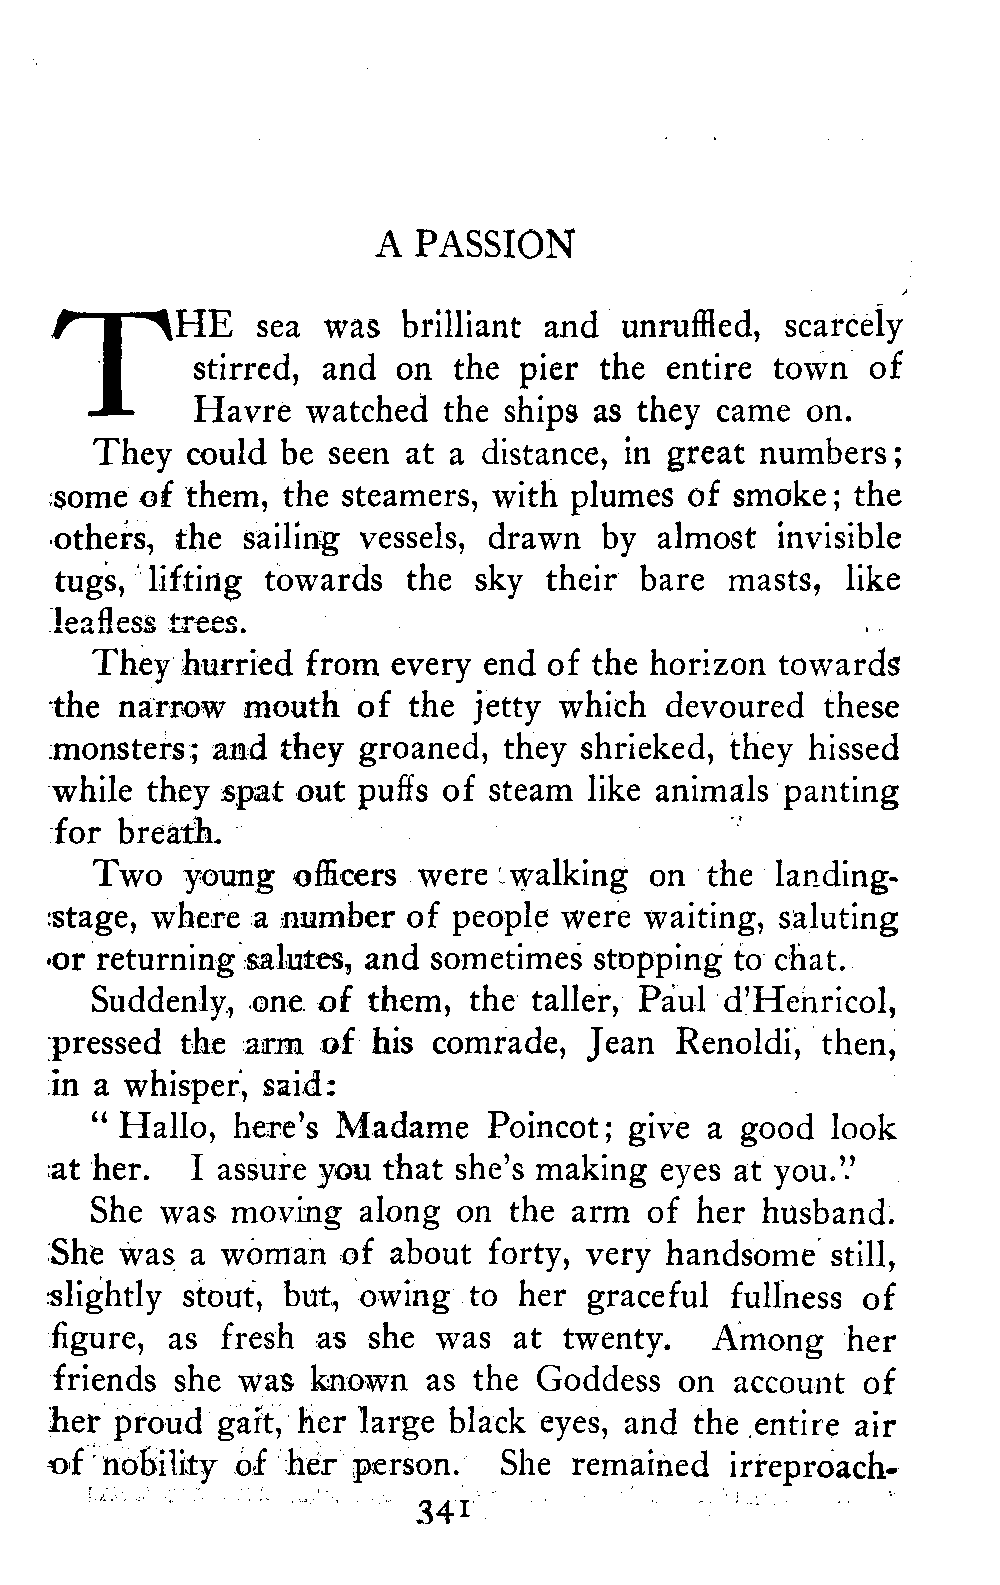 A PASSION
THE sea was brilliant and unruffled, scarcely
stirred, and on the pier the entire town of
Havre watched the ships as they came on.
They could be seen at a distance, in great numbers;
some of them, the steamers, with plumes of smoke; the
others, the sailing vessels, drawn by almost invisible
tugs, lifting towards the sky their bare masts, like
leafless trees.
They hurried from every end of the horizon towards
the narrow mouth of the jetty which devoured these
monsters; and they groaned, they shrieked, they hissed
while they spat out puffs of steam like animals panting
for breath.
Two young officers were walking on the landing-
stage, where a number of people were waiting, saluting
or returning salutes, and sometimes stopping to chat.
Suddenly, one of them, the taller, Paul d'Henricol,
pressed the arm of his comrade, Jean Renoldi, then,
in a whisper, said:
" Hallo, here's Madame Poincot; give a good look
at her. I assure you that she's making eyes at you."
She was moving along on the arm of her husband.
She was a woman of about forty, very handsome still,
slightly stout, but, owing to her graceful fullness of
figure, as fresh as she was at twenty. Among her
friends she was known as the Goddess on account of
her proud gait, her large black eyes, and the entire air
of nobility of her person. She remained irreproach-
341